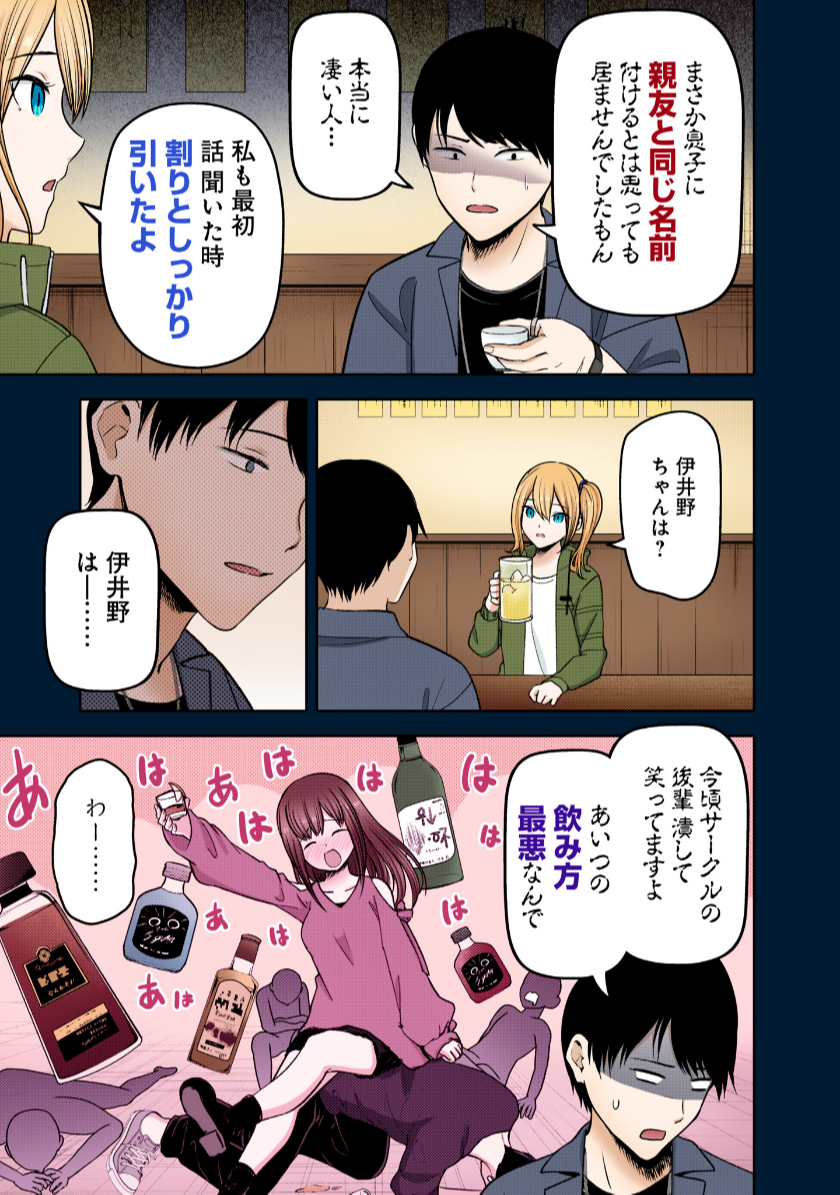 まさか息子に
親友と同じ名前
付けるとは思っても
居ませんでしたもん
本当に
凄い人…
私も最初
話聞いた時
割りとしっかり
引いたよ
伊井野
ちゃんは?
伊井野
はー……
今頃サークルの
後輩潰して
笑ってますよ
あいつの
飲み方
最悪なんで
わー……
あ
は
あ
は
は
は
は
は
あ
は
は
あ
は